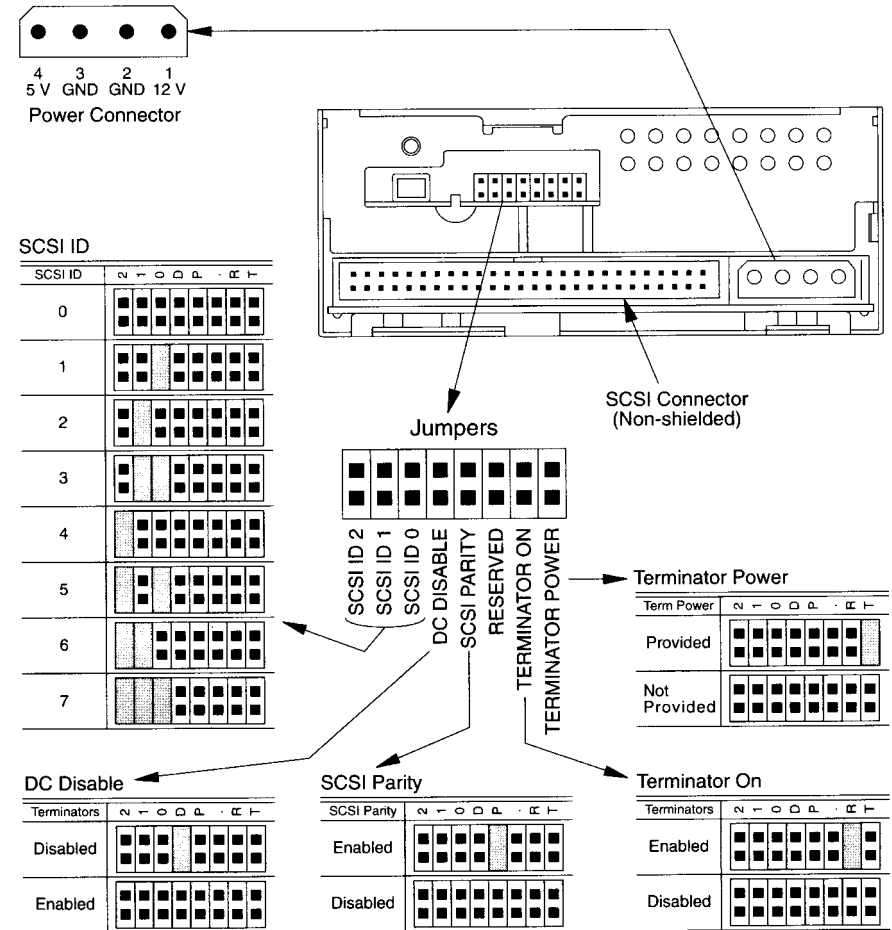 4 3 2 1
5 V GND GND 12 V
Power Connector
SCSI ID
SCSI ID 2 1 0 D P · R T
0
1
2
3
4
5
6
7
SCSI Connector
(Non-shielded)
Jumpers
SCSI ID 2
SCSI ID 1
SCSI ID 0
DC DISABLE
SCSI PARITY
RESERVED
TERMINATOR ON
TERMINATOR POWER
Terminator Power
Term Power 2 1 0 D P · R T
Provided
Not
Provided
DC Disable
Terminators 2 1 0 D P · R T
Disabled
Enabled
SCSI Parity
SCSI Parity 2 1 0 D P · R T
Enabled
Disabled
Terminator On
Terminators 2 1 0 D P · R T
Enabled
Disabled